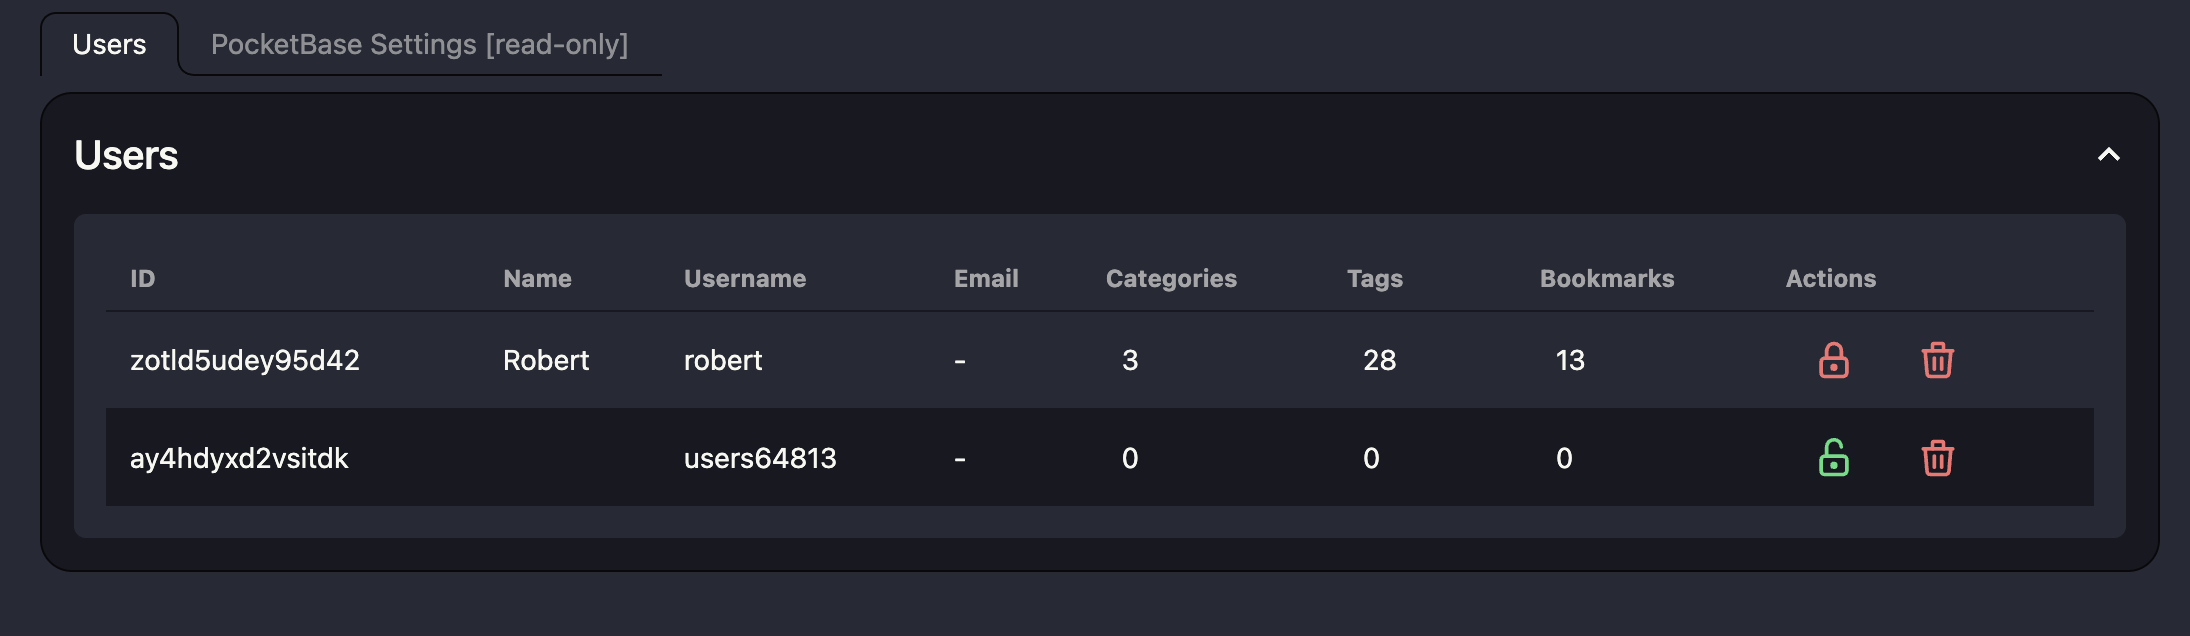 Users
PocketBase Settings [read-only]
Users
ID Name Username Email Categories Tags Bookmarks Actions
zotld5udey95d42 Robert robert - 3 28 13
ay4hdyxd2vsitdk users64813 - 0 0 0